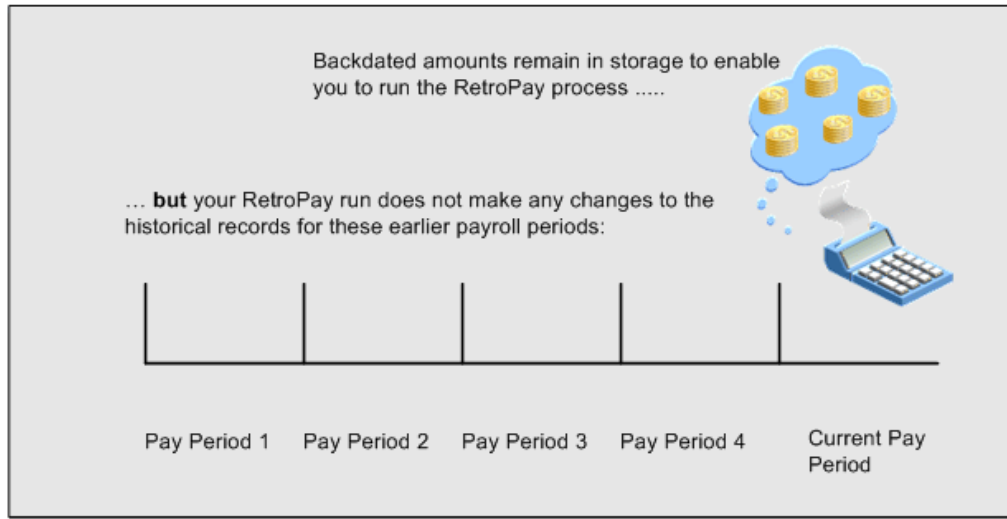 Backdated amounts remain in storage to enable
you to run the RetroPay process .....
... but your RetroPay run does not make any changes to the
historical records for these earlier payroll periods:
Pay Period 1
Pay Period 2
Pay Period 3
Pay Period 4
Current Pay
Period